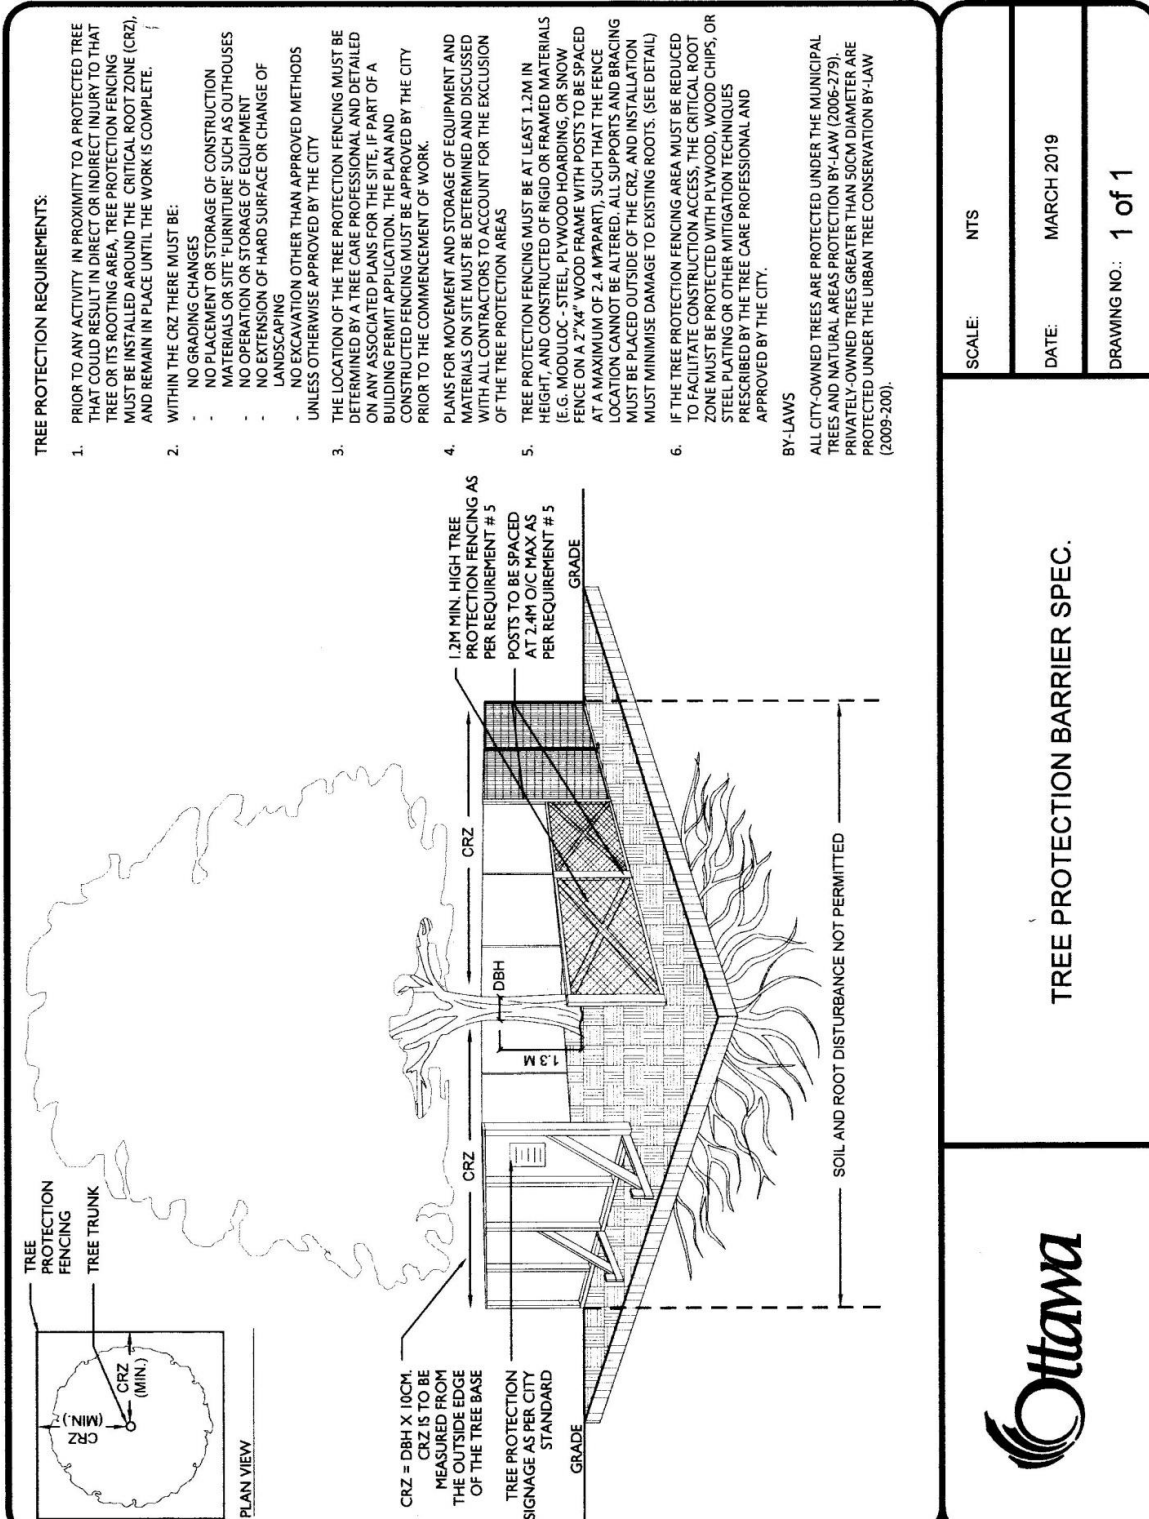 TREE PROTECTION REQUIREMENTS:
1. PRIOR TO ANY ACTIVITY IN PROXIMITY TO A PROTECTED TREE
THAT COULD RESULT IN DIRECT OR INDIRECT INJURY TO THAT
TREE OR ITS ROOTING AREA, TREE PROTECTION FENCING
MUST BE INSTALLED AROUND THE CRITICAL ROOT ZONE (CRZ),
AND REMAIN IN PLACE UNTIL THE WORK IS COMPLETE.
2. WITHIN THE CRZ THERE MUST BE:
- NO GRADING CHANGES
- NO PLACEMENT OR STORAGE OF CONSTRUCTION
MATERIALS OR SITE 'FURNITURE' SUCH AS OUTHOUSES
- NO OPERATION OR STORAGE OF EQUIPMENT
- NO EXTENSION OF HARD SURFACE OR CHANGE OF
LANDSCAPING
- NO EXCAVATION OTHER THAN APPROVED METHODS
UNLESS OTHERWISE APPROVED BY THE CITY
3. THE LOCATION OF THE TREE PROTECTION FENCING MUST BE
DETERMINED BY A TREE CARE PROFESSIONAL AND DETAILED
ON ANY ASSOCIATED PLANS FOR THE SITE, IF PART OF A
BUILDING PERMIT APPLICATION. THE PLAN AND
CONSTRUCTED FENCING MUST BE APPROVED BY THE CITY
PRIOR TO THE COMMENCEMENT OF WORK.
4. PLANS FOR MOVEMENT AND STORAGE OF EQUIPMENT AND
MATERIALS ON SITE MUST BE DETERMINED AND DISCUSSED
WITH ALL CONTRACTORS TO ACCOUNT FOR THE EXCLUSION
OF THE TREE PROTECTION AREAS
5. TREE PROTECTION FENCING MUST BE AT LEAST 1.2M IN
HEIGHT, AND CONSTRUCTED OF RIGID OR FRAMED MATERIALS
(E.G. MODULOC - STEEL, PLYWOOD HOARDING, OR SNOW
FENCE ON A 2"X4" WOOD FRAME WITH POSTS TO BE SPACED
AT A MAXIMUM OF 2.4 M APART), SUCH THAT THE FENCE
LOCATION CANNOT BE ALTERED. ALL SUPPORTS AND BRACING
MUST BE PLACED OUTSIDE OF THE CRZ, AND INSTALLATION
MUST MINIMISE DAMAGE TO EXISTING ROOTS. (SEE DETAIL)
6. IF THE TREE PROTECTION FENCING AREA MUST BE REDUCED
TO FACILITATE CONSTRUCTION ACCESS, THE CRITICAL ROOT
ZONE MUST BE PROTECTED WITH PLYWOOD, WOOD CHIPS, OR
STEEL PLATING OR OTHER MITIGATION TECHNIQUES
PRESCRIBED BY THE TREE CARE PROFESSIONAL AND
APPROVED BY THE CITY.
BY-LAWS
ALL CITY-OWNED TREES ARE PROTECTED UNDER THE MUNICIPAL
TREES AND NATURAL AREAS PROTECTION BY-LAW (2006-279).
PRIVATELY-OWNED TREES GREATER THAN 50CM DIAMETER ARE
PROTECTED UNDER THE URBAN TREE CONSERVATION BY-LAW
(2009-200).
TREE
PROTECTION
FENCING
TREE TRUNK
CRZ
(MIN.)
CRZ
(MIN.)
PLAN VIEW
CRZ = DBH X 10CM.
CRZ IS TO BE
MEASURED FROM
THE OUTSIDE EDGE
OF THE TREE BASE
TREE PROTECTION
SIGNAGE AS PER CITY
STANDARD
GRADE
CRZ
CRZ
DBH
1.3 M
1.2M MIN. HIGH TREE
PROTECTION FENCING AS
PER REQUIREMENT # 5
POSTS TO BE SPACED
AT 2.4M O/C MAX AS
PER REQUIREMENT # 5
GRADE
SOIL AND ROOT DISTURBANCE NOT PERMITTED
Ottawa
TREE PROTECTION BARRIER SPEC.
SCALE: NTS
DATE: MARCH 2019
DRAWING NO.: 1 of 1